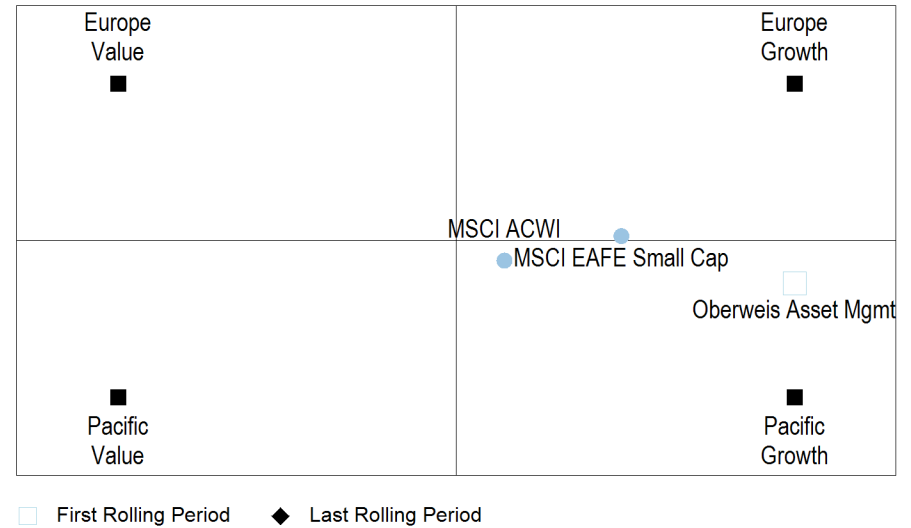 Europe
Value
Europe
Growth
MSCI ACWI
MSCI EAFE Small Cap
Oberweis Asset Mgmt
Pacific
Value
Pacific
Growth
First Rolling Period
Last Rolling Period